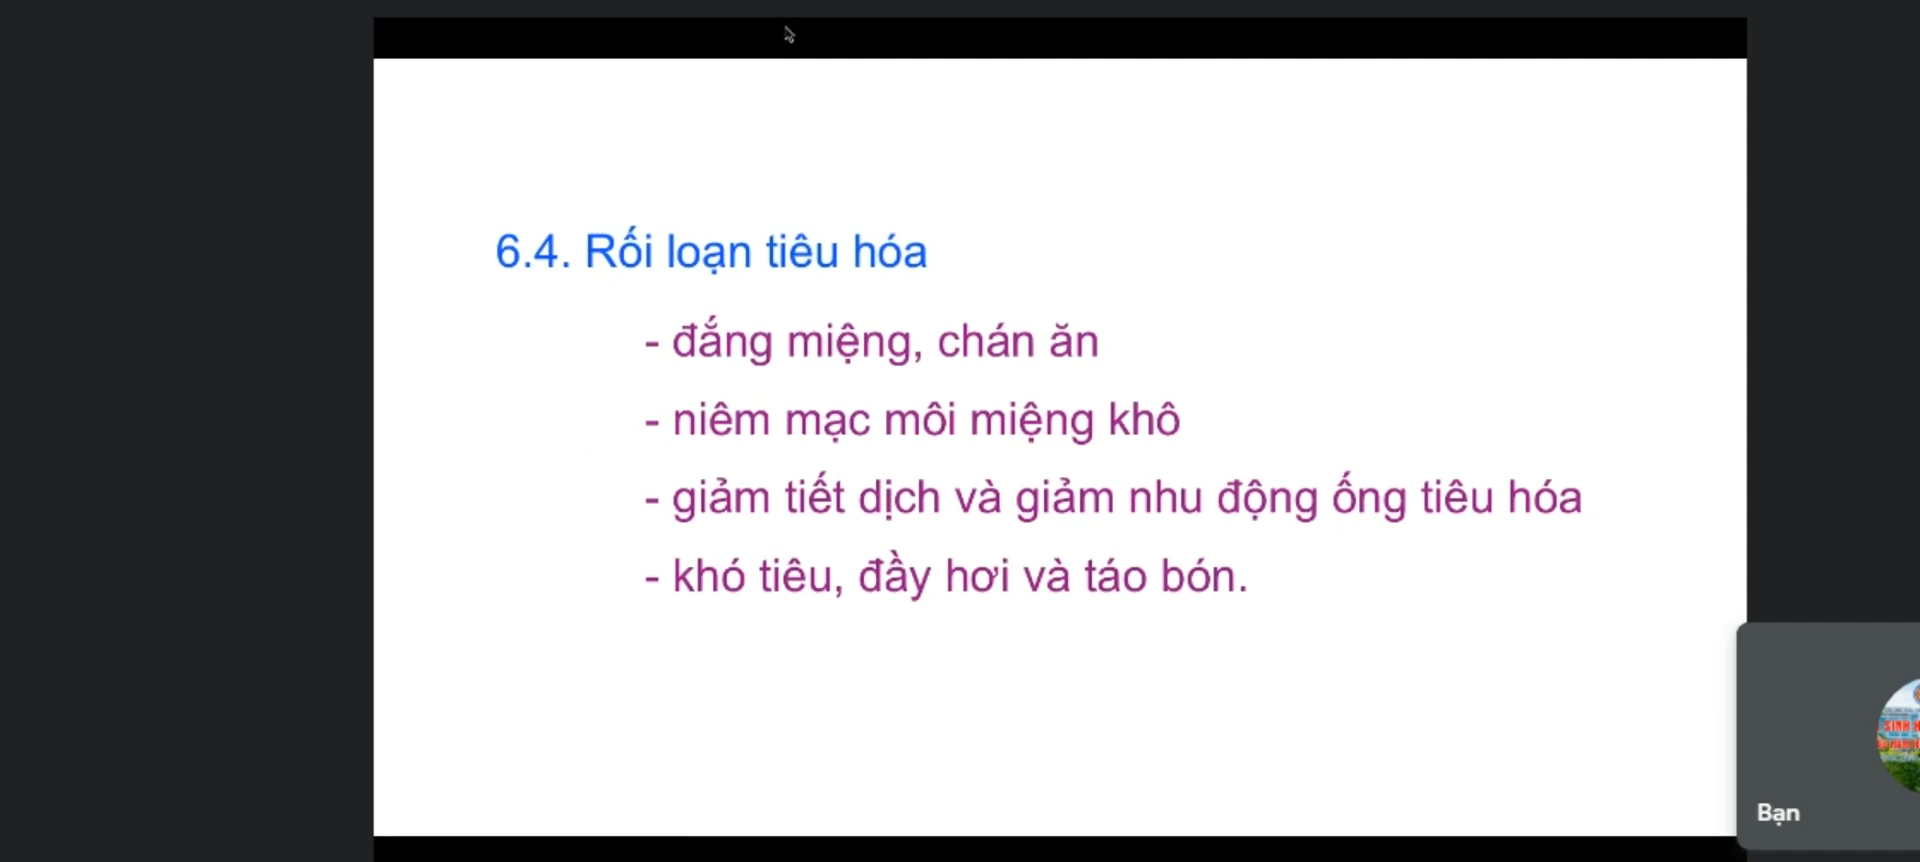 6.4. Rối loạn tiêu hóa
- đắng miệng, chán ăn
- niêm mạc môi miệng khô
- giảm tiết dịch và giảm nhu động ống tiêu hóa
- khó tiêu, đầy hơi và táo bón.
SINH
Bạn